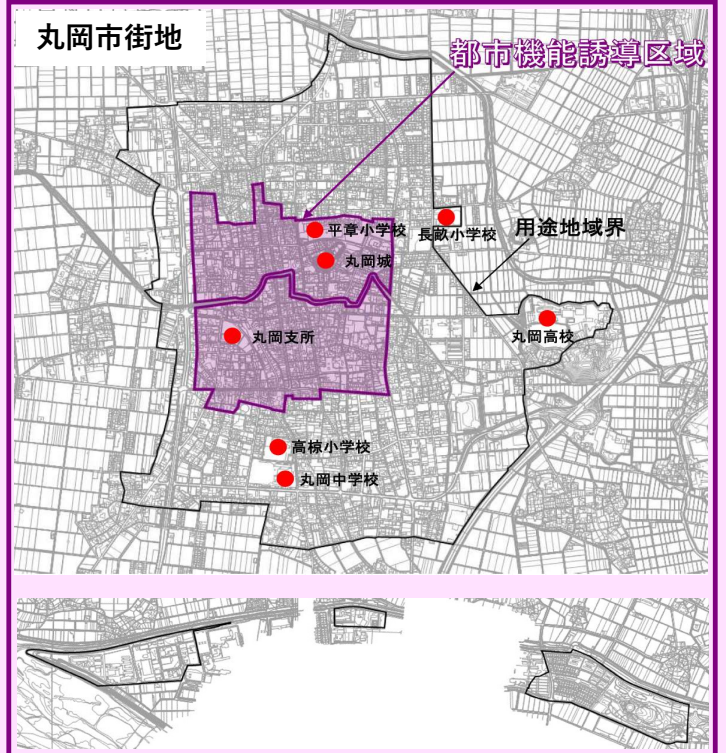 丸岡市街地
都市機能誘導区域
平章小学校
長畝小学校
用途地域界
丸岡城
丸岡高校
丸岡支所
高椋小学校
丸岡中学校